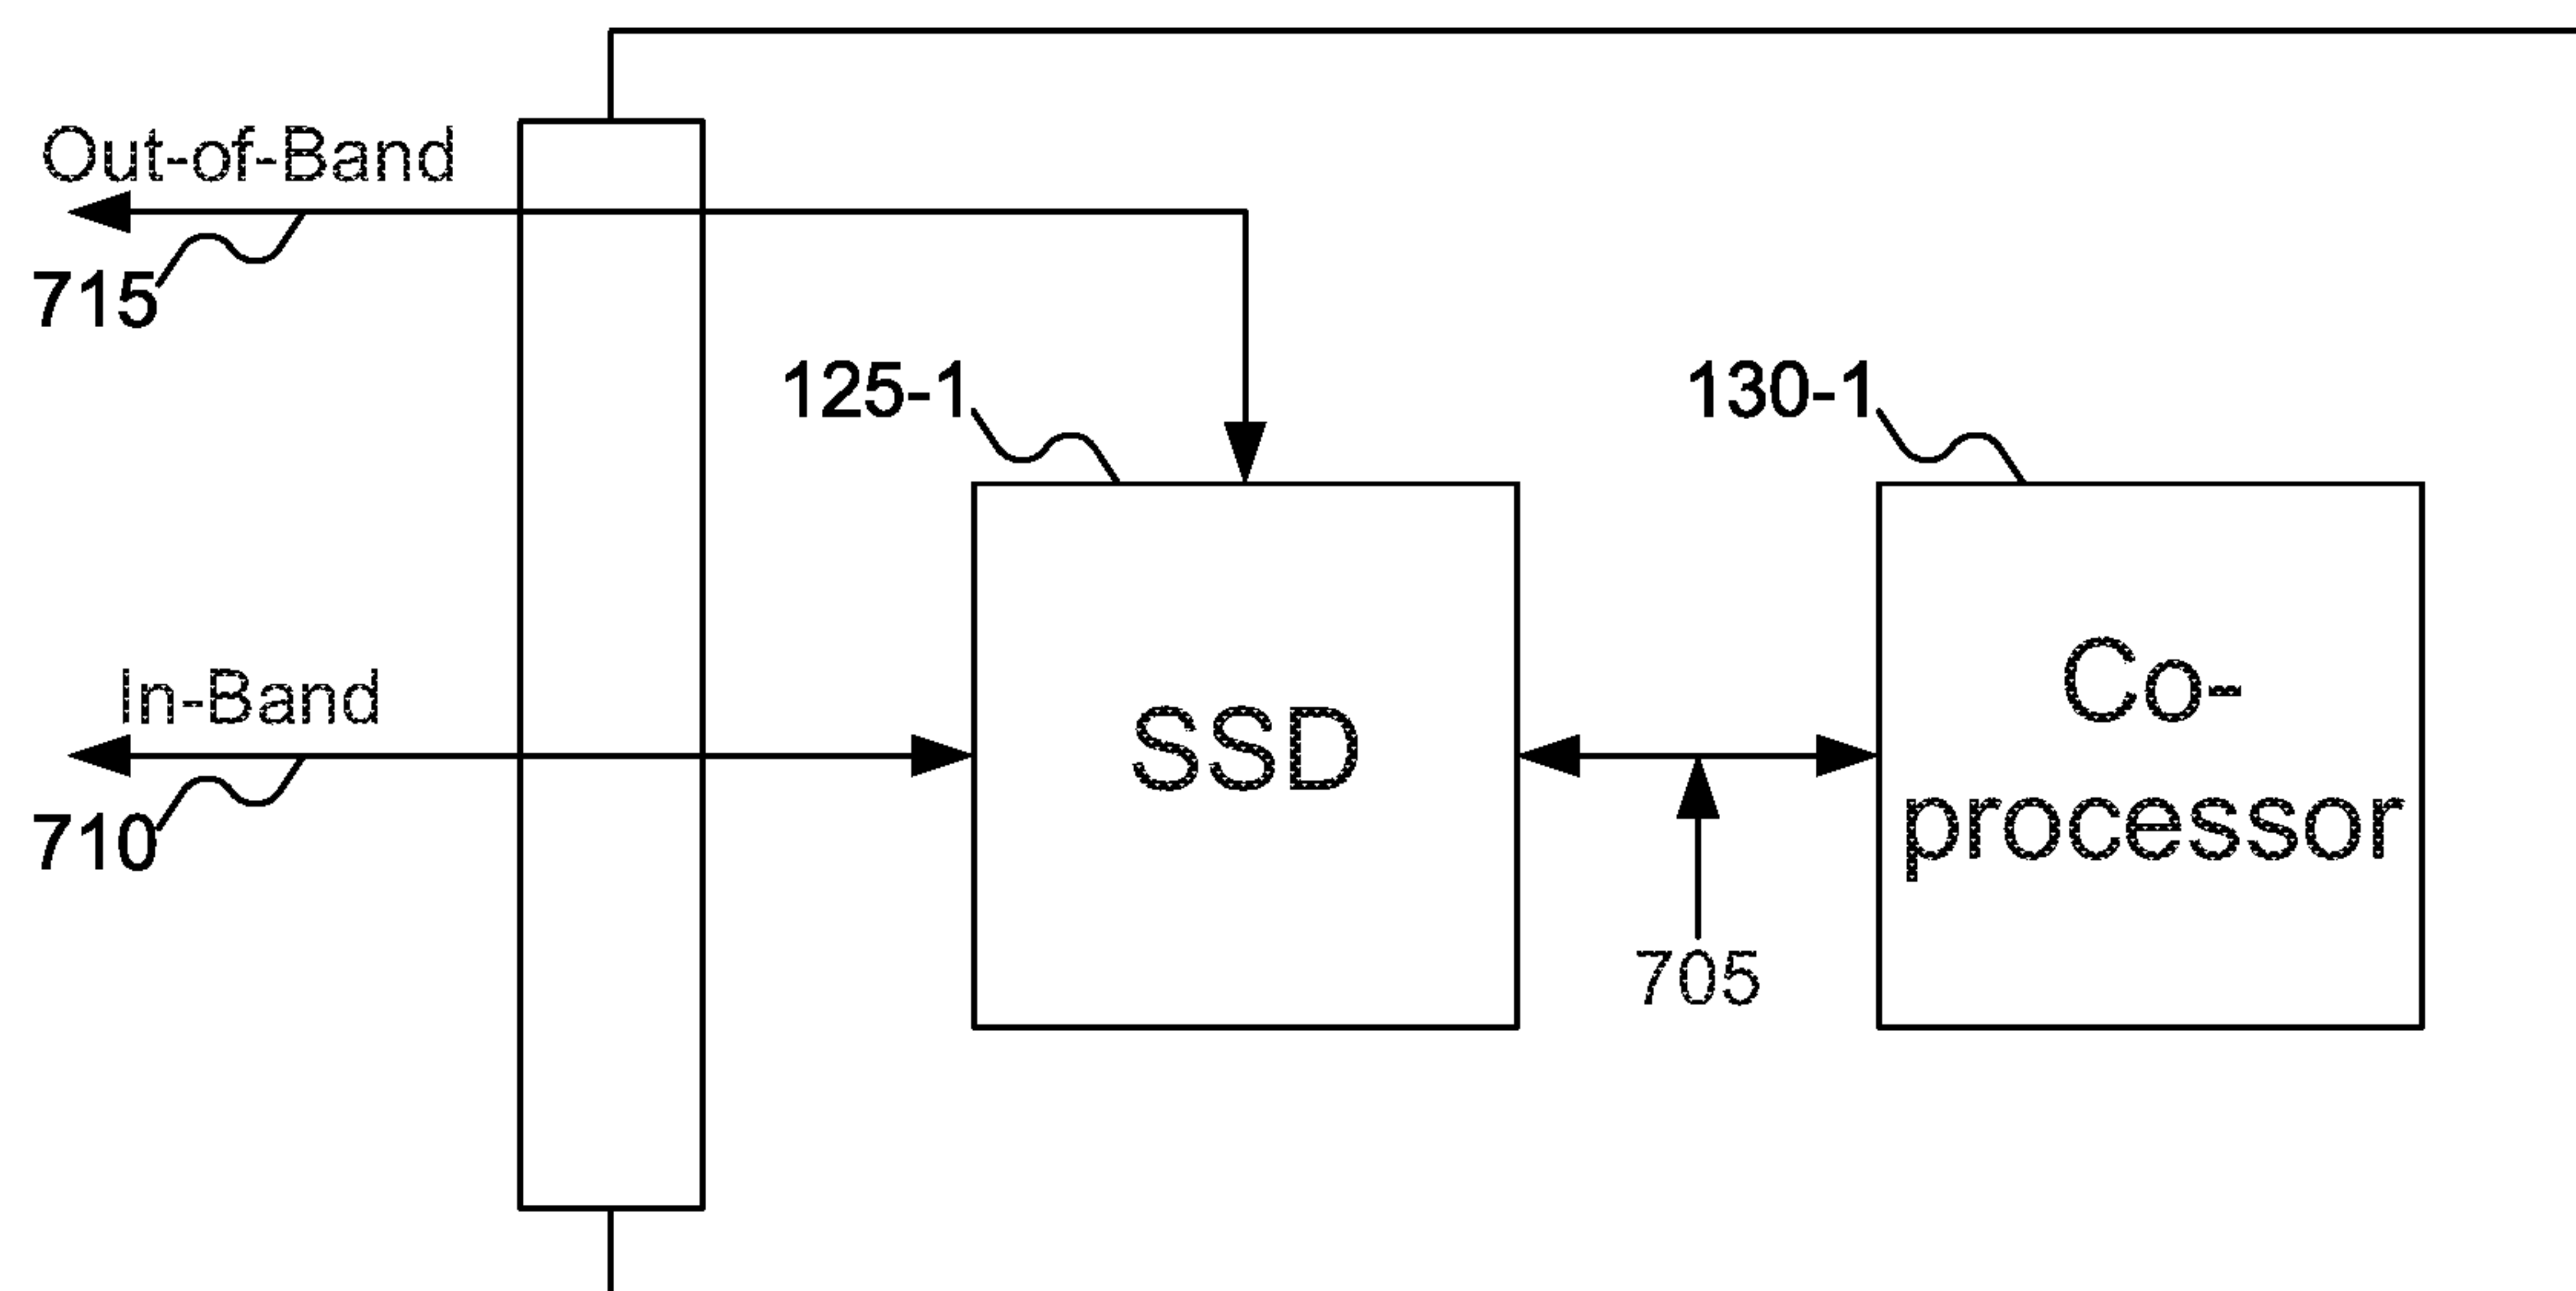 Out-of-Band
715
125-1
130-1
In-Band
710
SSD
Co-
processor
705